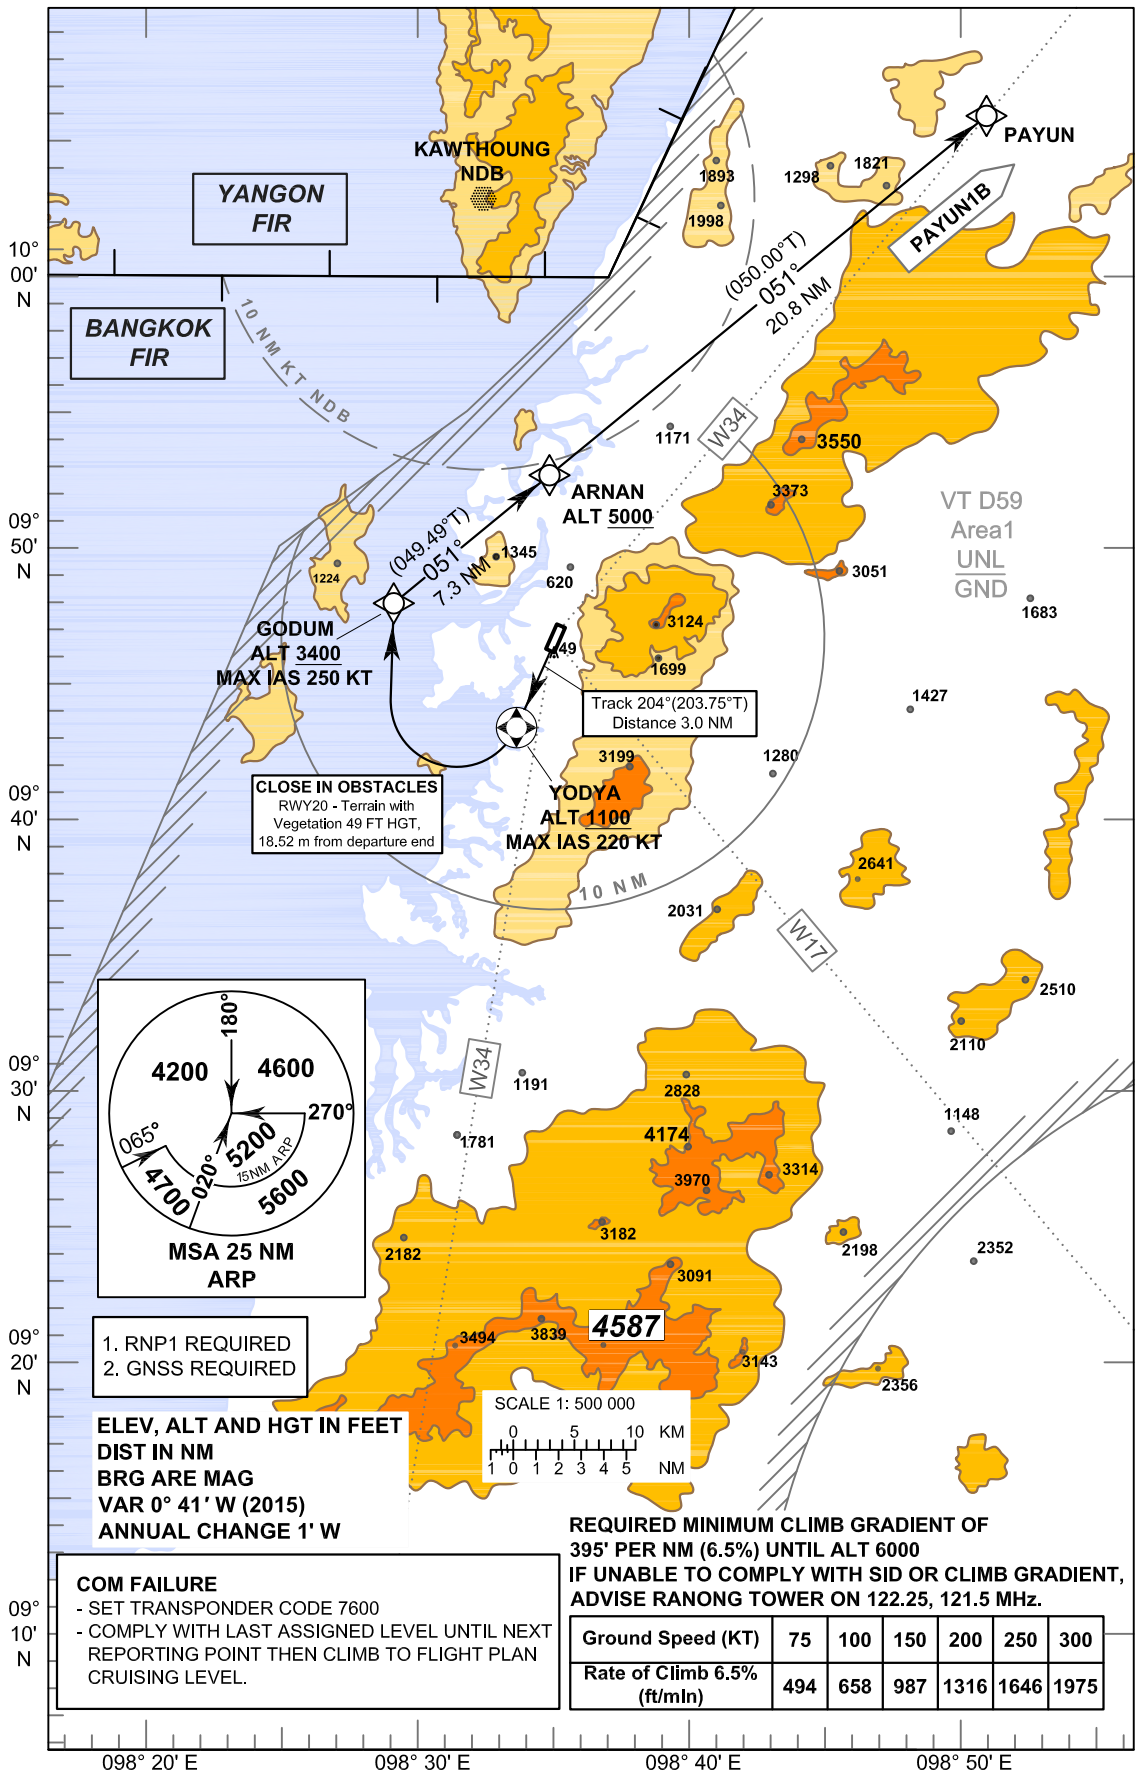 KAWTHOUNG
NDB
PAYUN
YANGON
FIR
1893
1298
1821
1998
PAYUN1B
10°
00'
N
(050.00°T)
051°
20.8 NM
BANGKOK
FIR
10 NM KT NDB
W34
1171
3550
3373
ARNAN
ALT 5000
VT D59
Area1
UNL
GND
09°
50'
N
(049.49°T)
051°
7.3 NM
1345
1224
620
3051
1683
GODUM
ALT 3400
MAX IAS 250 KT
3124
49
1699
Track 204°(203.75°T)
Distance 3.0 NM
1427
3199
1280
CLOSE IN OBSTACLES
RWY20 - Terrain with
Vegetation 49 FT HGT,
18.52 m from departure end
YODYA
ALT 1100
MAX IAS 220 KT
09°
40'
N
10 NM
2641
2031
W17
2510
2110
180°
4200
4600
270°
065°
5200
15NM ARP
020°
4700
5600
MSA 25 NM
ARP
09°
30'
N
W34
1191
2828
1148
1781
4174
3314
3970
2182
3182
2198
2352
3091
4587
3494
3839
3143
2356
09°
20'
N
1. RNP1 REQUIRED
2. GNSS REQUIRED
SCALE 1: 500 000
0 5 10 KM
1 0 1 2 3 4 5 NM
ELEV, ALT AND HGT IN FEET
DIST IN NM
BRG ARE MAG
VAR 0° 41' W (2015)
ANNUAL CHANGE 1' W
REQUIRED MINIMUM CLIMB GRADIENT OF
395' PER NM (6.5%) UNTIL ALT 6000
IF UNABLE TO COMPLY WITH SID OR CLIMB GRADIENT,
ADVISE RANONG TOWER ON 122.25, 121.5 MHz.
COM FAILURE
- SET TRANSPONDER CODE 7600
- COMPLY WITH LAST ASSIGNED LEVEL UNTIL NEXT
REPORTING POINT THEN CLIMB TO FLIGHT PLAN
CRUISING LEVEL.
09°
10'
N
Ground Speed (KT) 75 100 150 200 250 300
Rate of Climb 6.5%
(ft/min) 494 658 987 1316 1646 1975
098° 20' E 098° 30' E 098° 40' E 098° 50' E